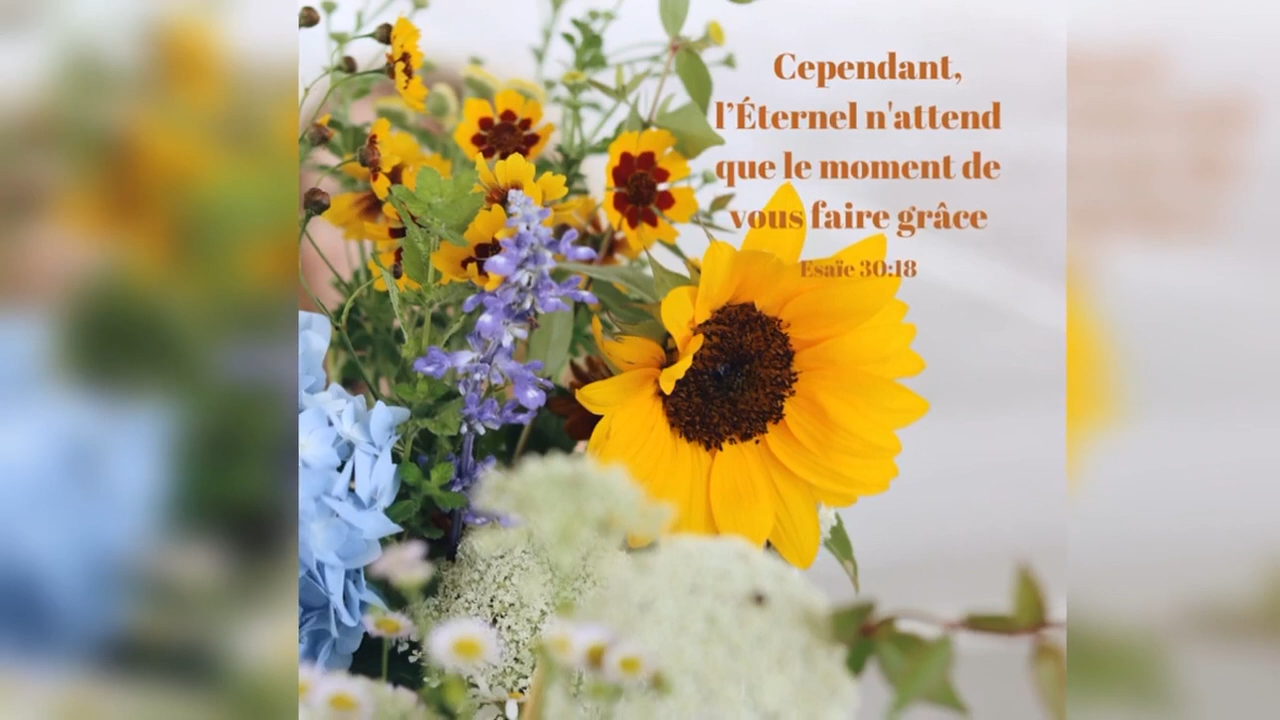 Cependant,
l’Éternel n'attend
que le moment de
vous faire grâce
Esaïe 30:18